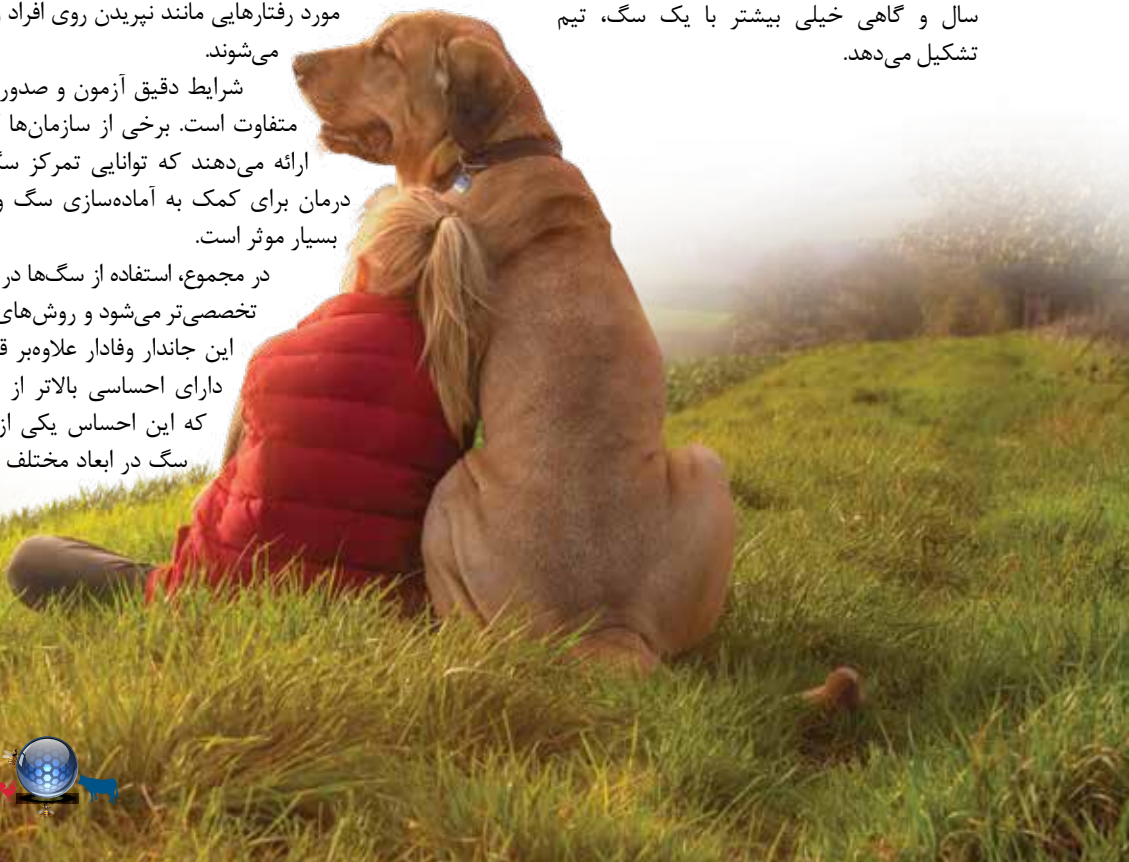 سال و گاهی خیلی بیشتر با یک سگ، تیم
تشکیل می‌دهد.
مورد رفتارهایی مانند نپریدن روی افراد
می‌شوند.
شرایط دقیق آزمون و صدور
متفاوت است. برخی از سازمان‌ها
ارائه می‌دهند که توانایی تمرکز
درمان برای کمک به آماده‌سازی سگ و
بسیار موثر است.
در مجموع، استفاده از سگ‌ها در
تخصصی‌تر می‌شود و روش‌های
این جاندار وفادار علاوه‌بر
دارای احساسی بالاتر از
که این احساس یکی از
سگ در ابعاد مختلف